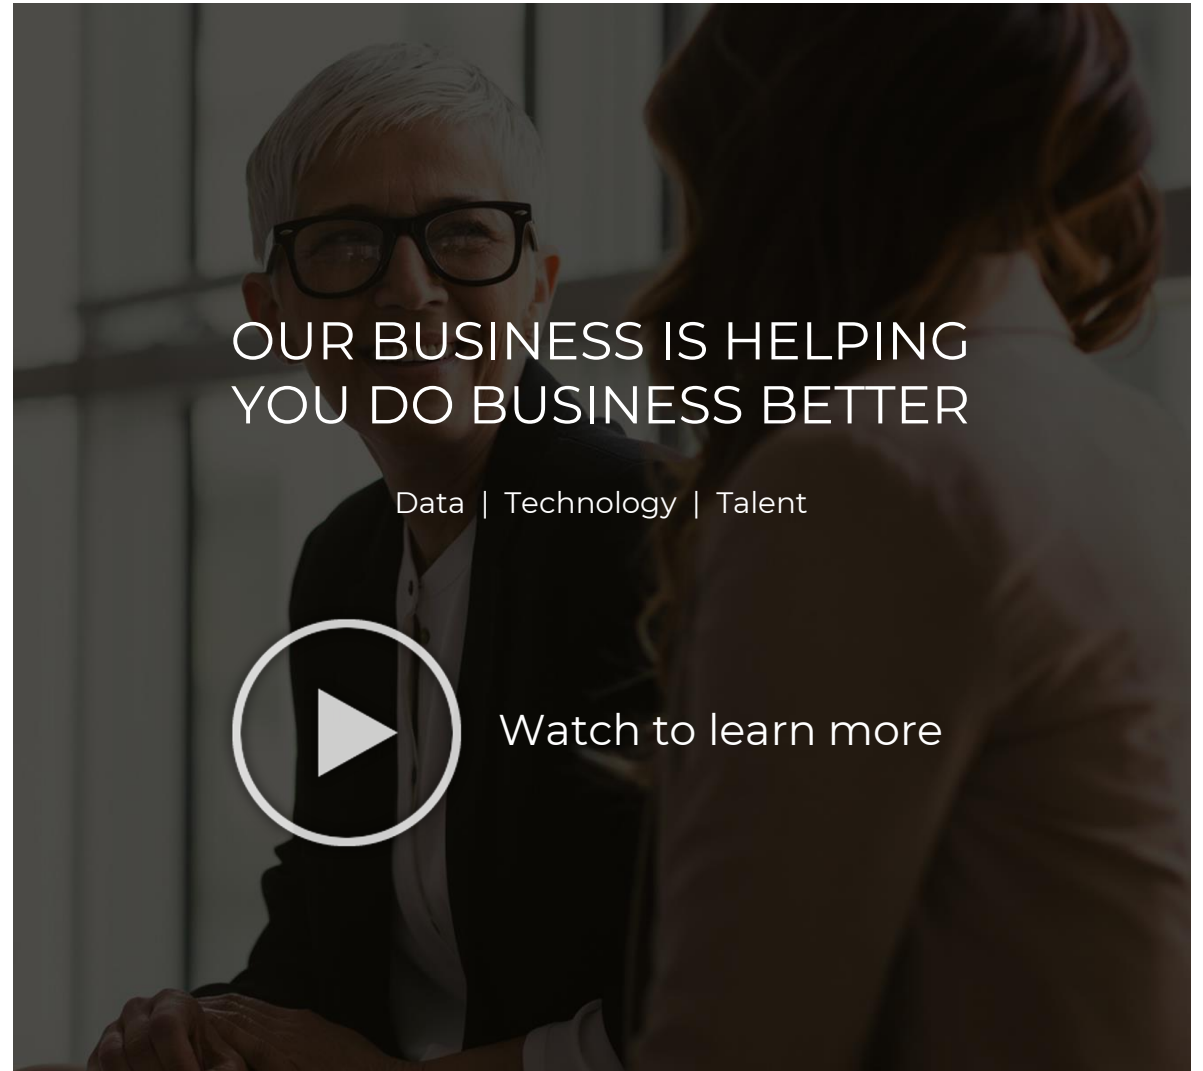 OUR BUSINESS IS HELPING
YOU DO BUSINESS BETTER
Data | Technology | Talent
Watch to learn more